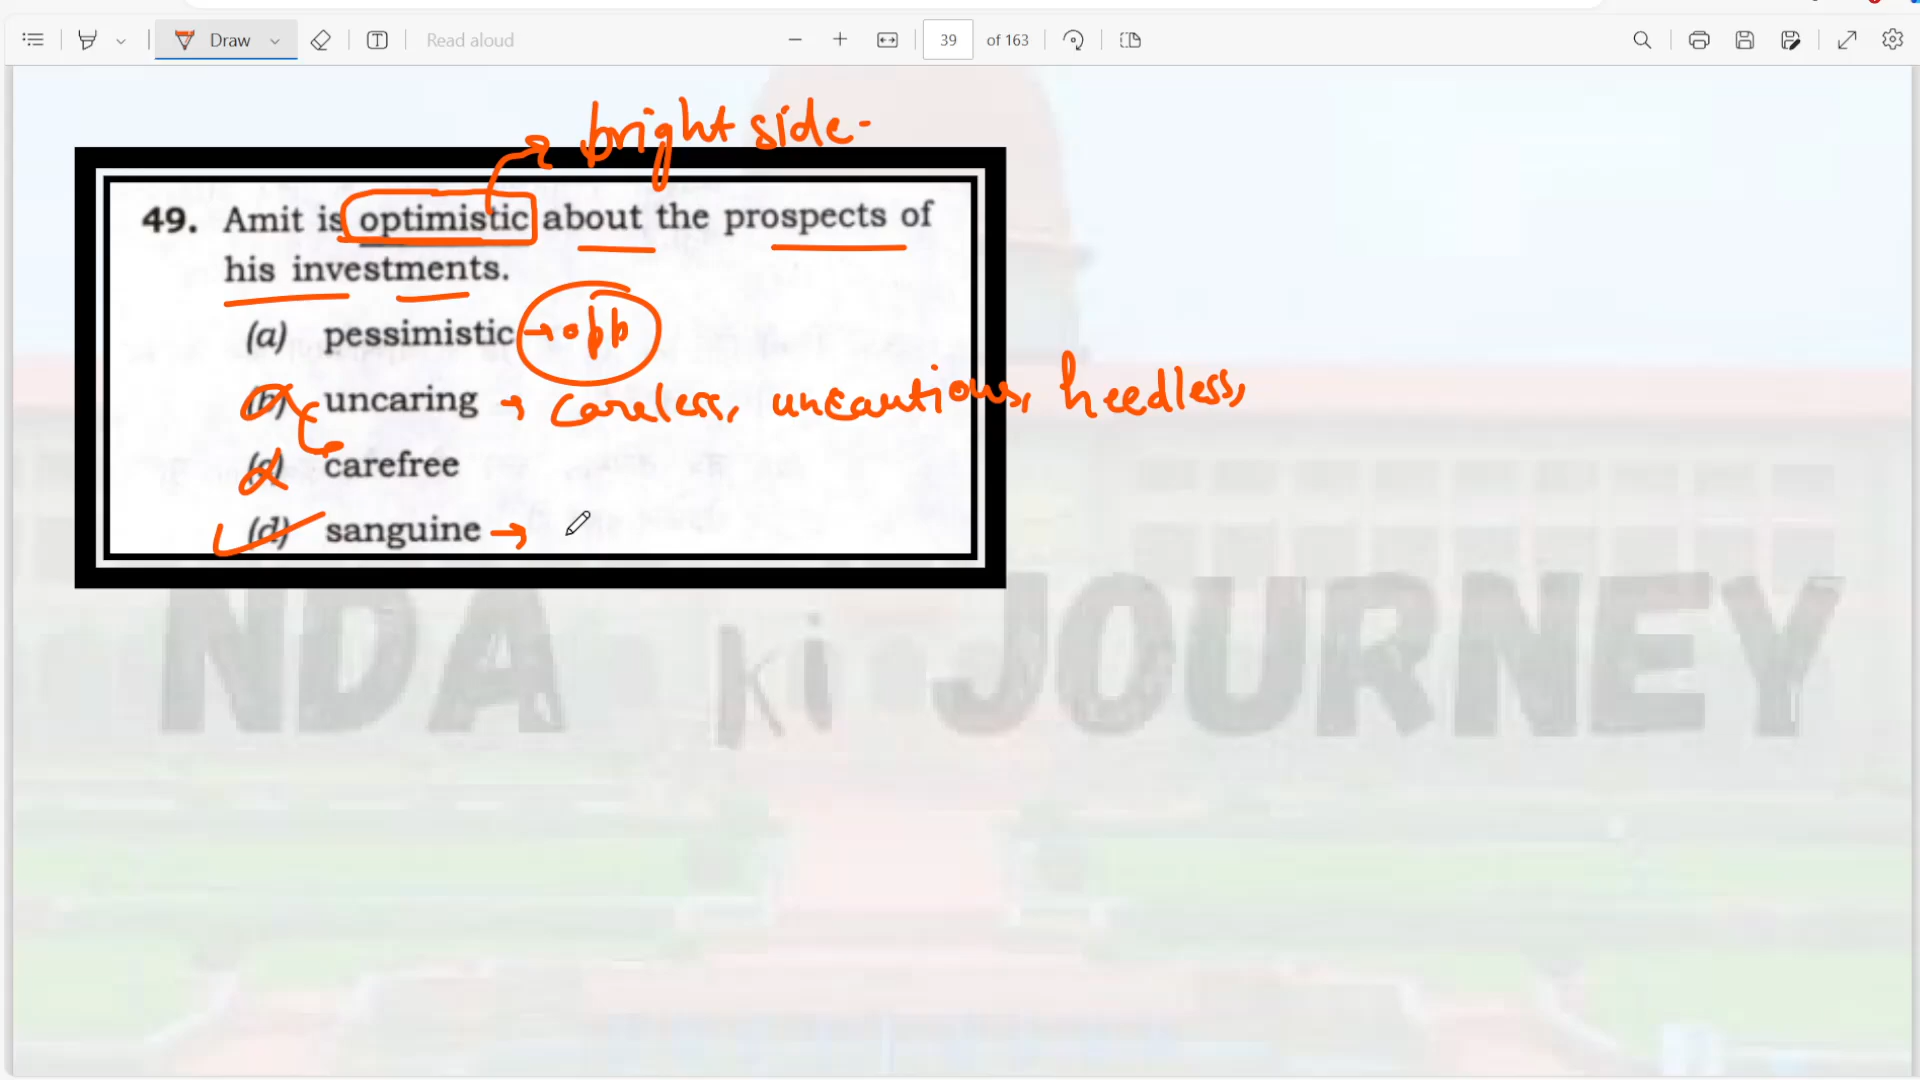 Draw
Read aloud
39 of 163
bright side-
49. Amit is optimistic about the prospects of
his investments.
(a) pessimistic → opp
(b) uncaring → careless, uncautious, heedless,
(c) carefree
(d) sanguine →
NDA ki JOURNEY